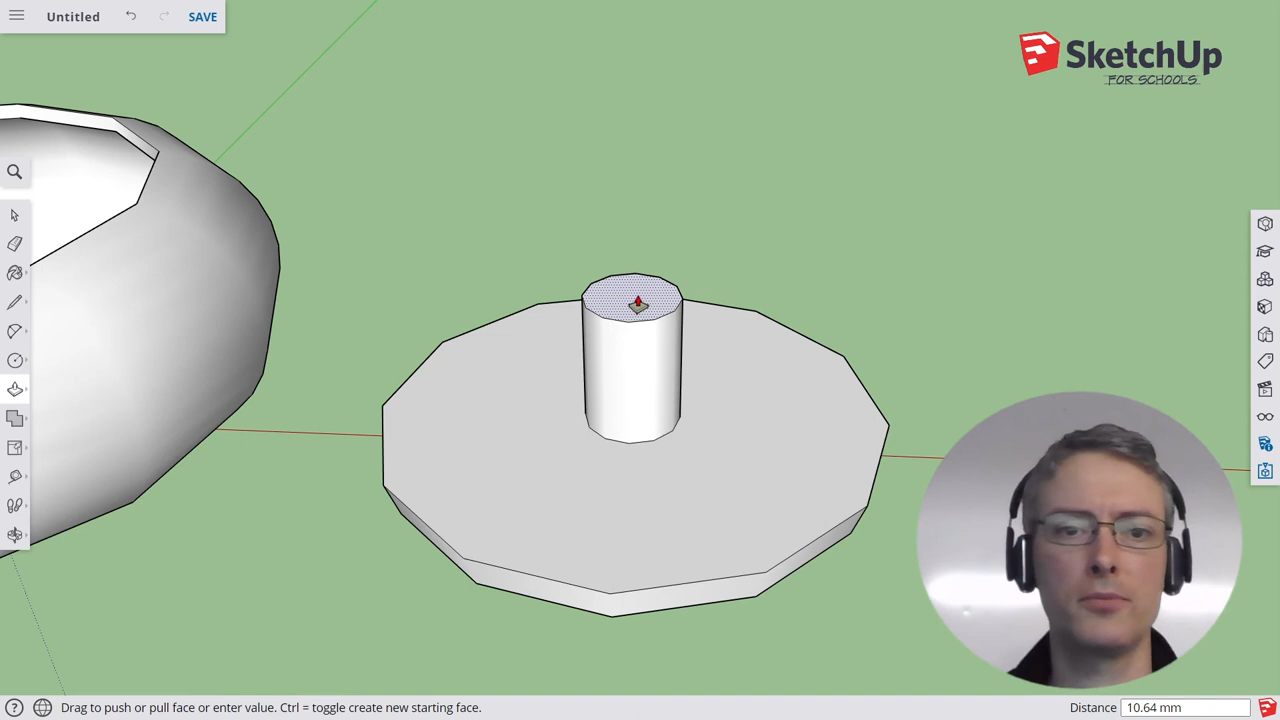 Untitled
SAVE
SketchUp
FOR SCHOOLS
Drag to push or pull face or enter value. Ctrl = toggle create new starting face.
Distance
10.64 mm